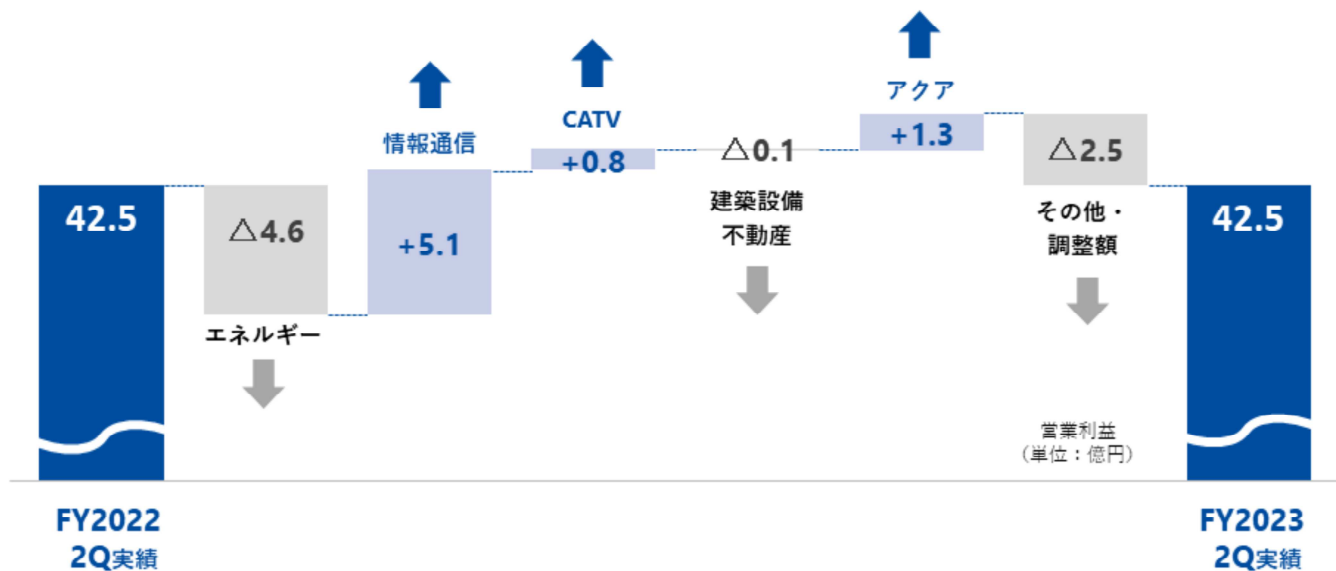 42.5
△4.6
エネルギー
情報通信
+5.1
CATV
+0.8
△0.1
建築設備
不動産
アクア
+1.3
△2.5
その他・
調整額
42.5
営業利益
(単位：億円)
FY2022
2Q実績
FY2023
2Q実績